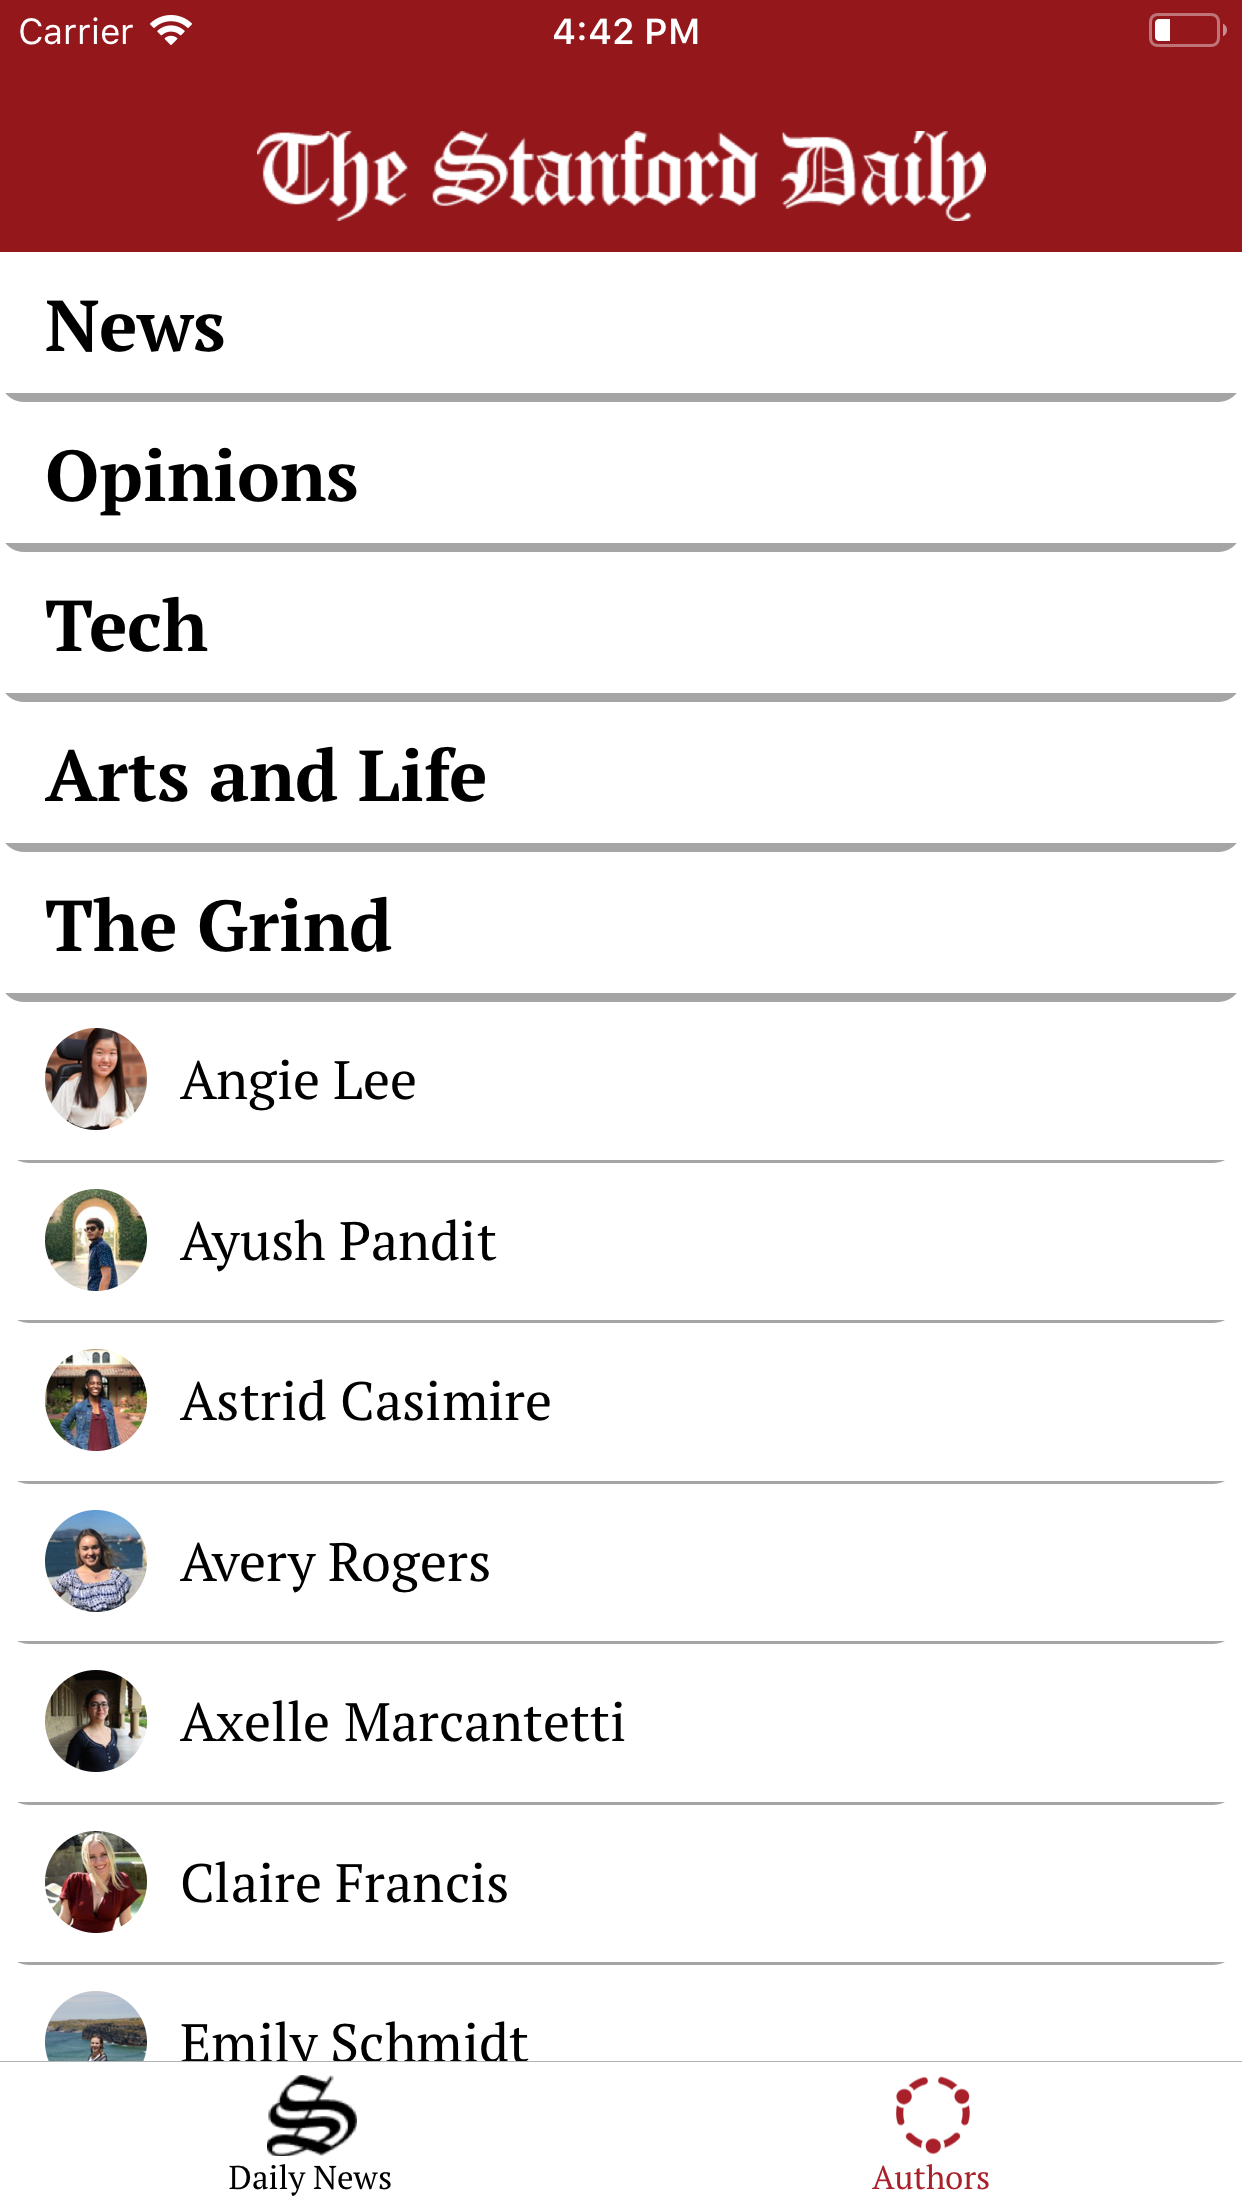 Carrier 4:42 PM
The Stanford Daily
News
Opinions
Tech
Arts and Life
The Grind
Angie Lee
Ayush Pandit
Astrid Casimire
Avery Rogers
Axelle Marcantetti
Claire Francis
Emily Schmidt
Daily News Authors